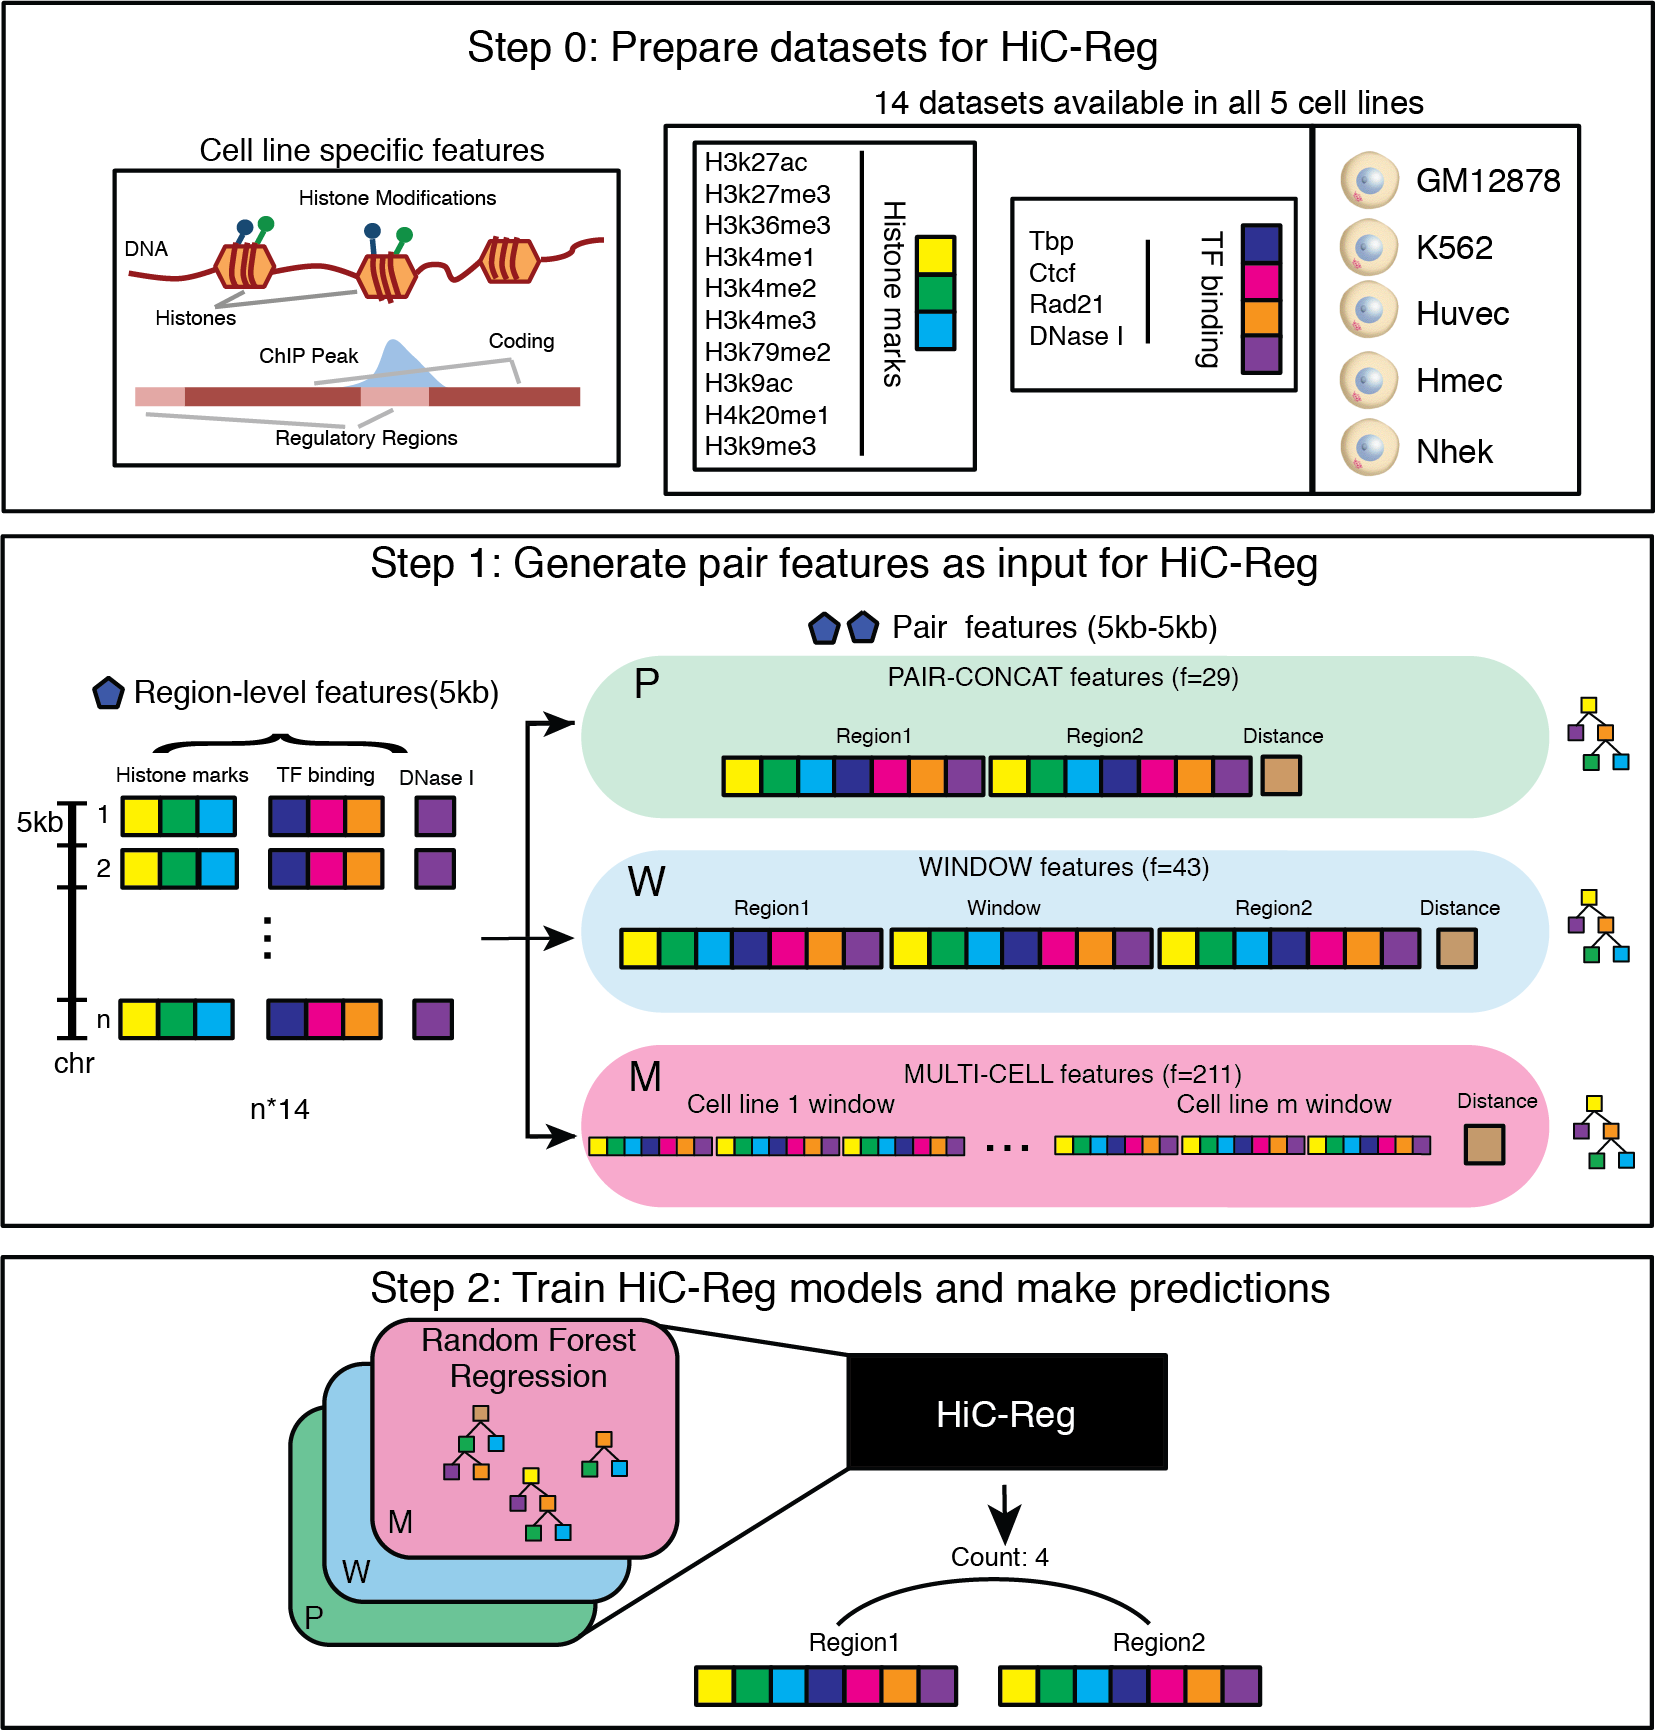 Step 0: Prepare datasets for HiC-Reg
14 datasets available in all 5 cell lines
Cell line specific features
Histone Modifications
DNA
Histones
ChIP Peak
Coding
Regulatory Regions
H3k27ac
H3k27me3
H3k36me3
H3k4me1
H3k4me2
H3k4me3
H3k79me2
H3k9ac
H4k20me1
H3k9me3
Histone marks
Tbp
Ctcf
Rad21
DNase I
TF binding
GM12878
K562
Huvec
Hmec
Nhek
Step 1: Generate pair features as input for HiC-Reg
Pair features (5kb-5kb)
Region-level features(5kb)
Histone marks
TF binding
DNase I
5kb
1
2
n
chr
n*14
P
PAIR-CONCAT features (f=29)
Region1
Region2
Distance
W
WINDOW features (f=43)
Region1
Window
Region2
Distance
M
MULTI-CELL features (f=211)
Cell line 1 window
Cell line m window
Distance
Step 2: Train HiC-Reg models and make predictions
Random Forest
Regression
M
W
P
HiC-Reg
Count: 4
Region1
Region2